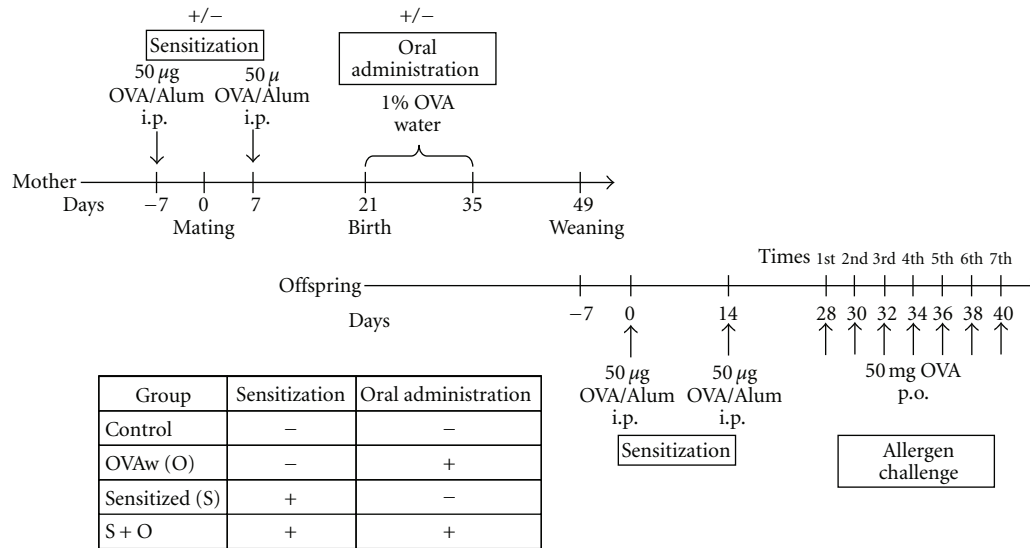 +/− +/−
Sensitization
Oral
administration
50 µg 50 µ
OVA/Alum OVA/Alum
i.p. i.p.
1% OVA
water
Mother
Days −7 0 7 21 35 49
Mating Birth Weaning
Times 1st 2nd 3rd 4th 5th 6th 7th
Offspring
Days −7 0 14 28 30 32 34 36 38 40
50 µg 50 µg 50 mg OVA
OVA/Alum OVA/Alum p.o.
i.p. i.p.
Sensitization
Allergen
challenge
Group Sensitization Oral administration
Control − −
OVAw (O) − +
Sensitized (S) + −
S + O + +